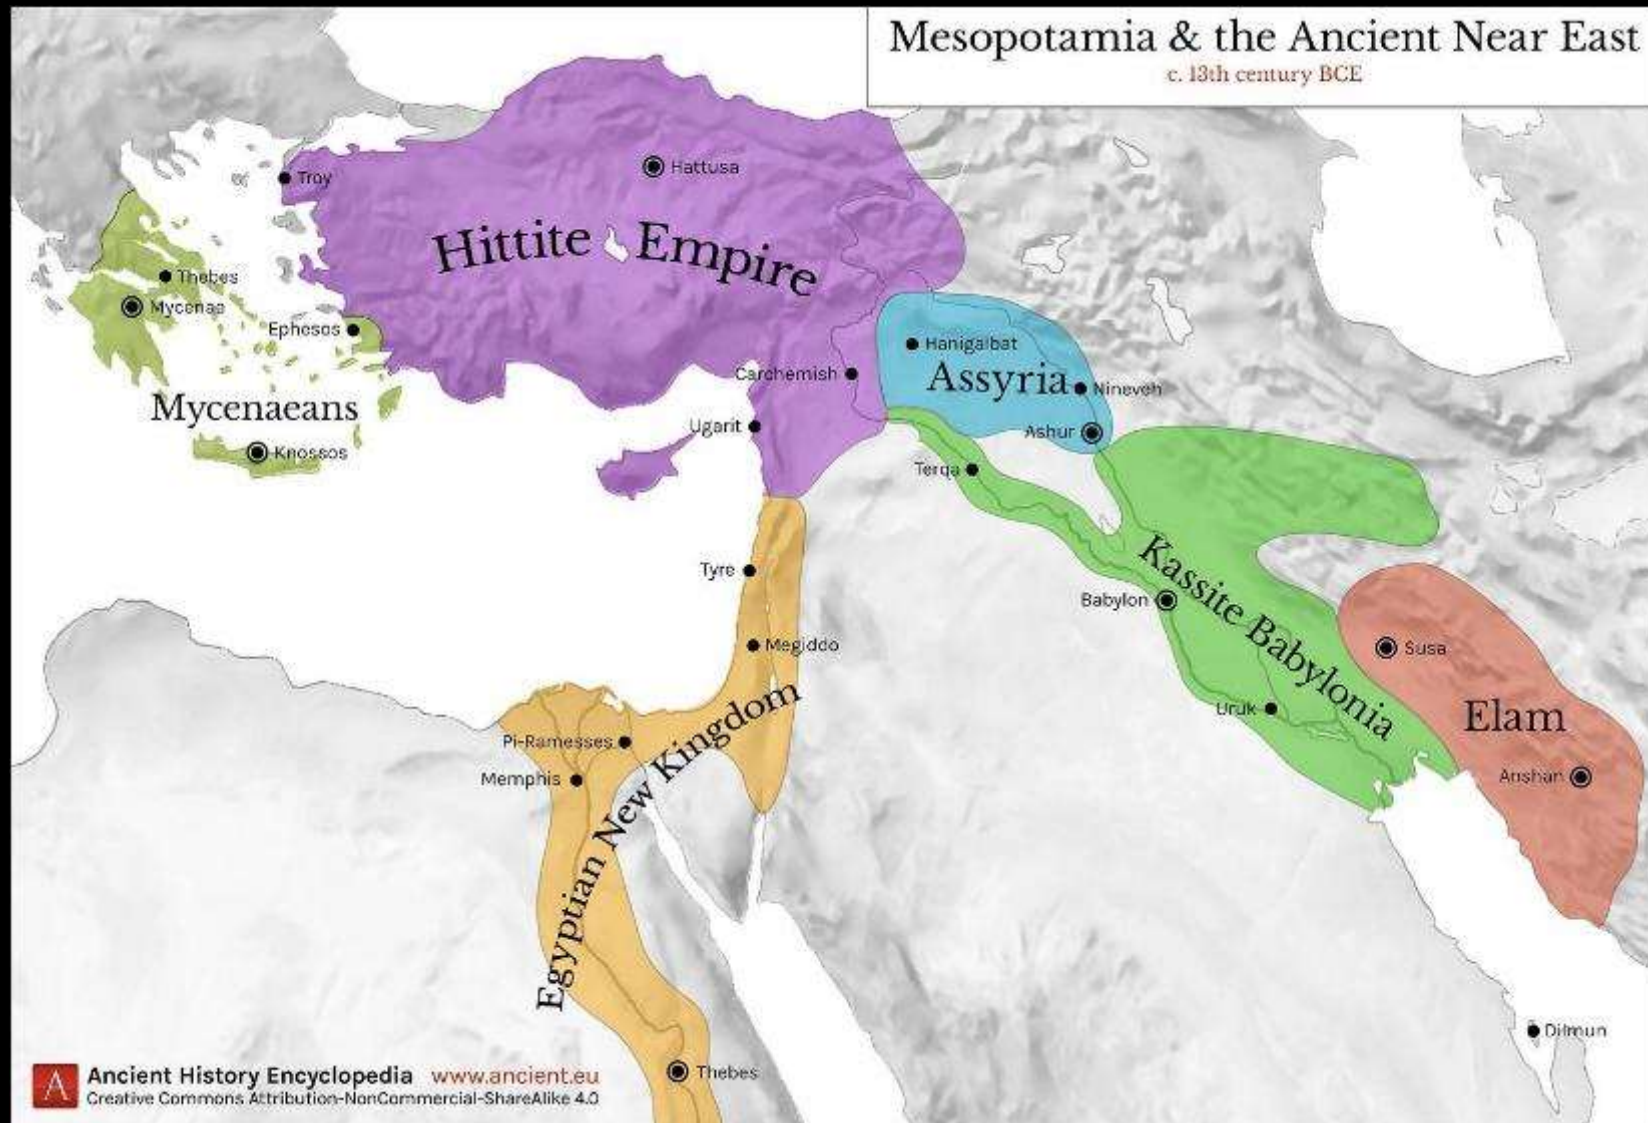 Mesopotamia & the Ancient Near East
c. 13th century BCE
Hattusa
Troy
Hittite Empire
Thebes
Mycenae
Ephesos
Hanigalbat
Carchemish
Assyria
Nineveh
Mycenaeans
Ugarit
Ashur
Knossos
Terqa
Tyre
Kassite Babylonia
Babylon
Megiddo
Susa
Uruk
Elam
Pi-Ramesses
Memphis
Anshan
Egyptian New Kingdom
Dilmun
Thebes
A
Ancient History Encyclopedia www.ancient.eu
Creative Commons Attribution-NonCommercial-ShareAlike 4.0